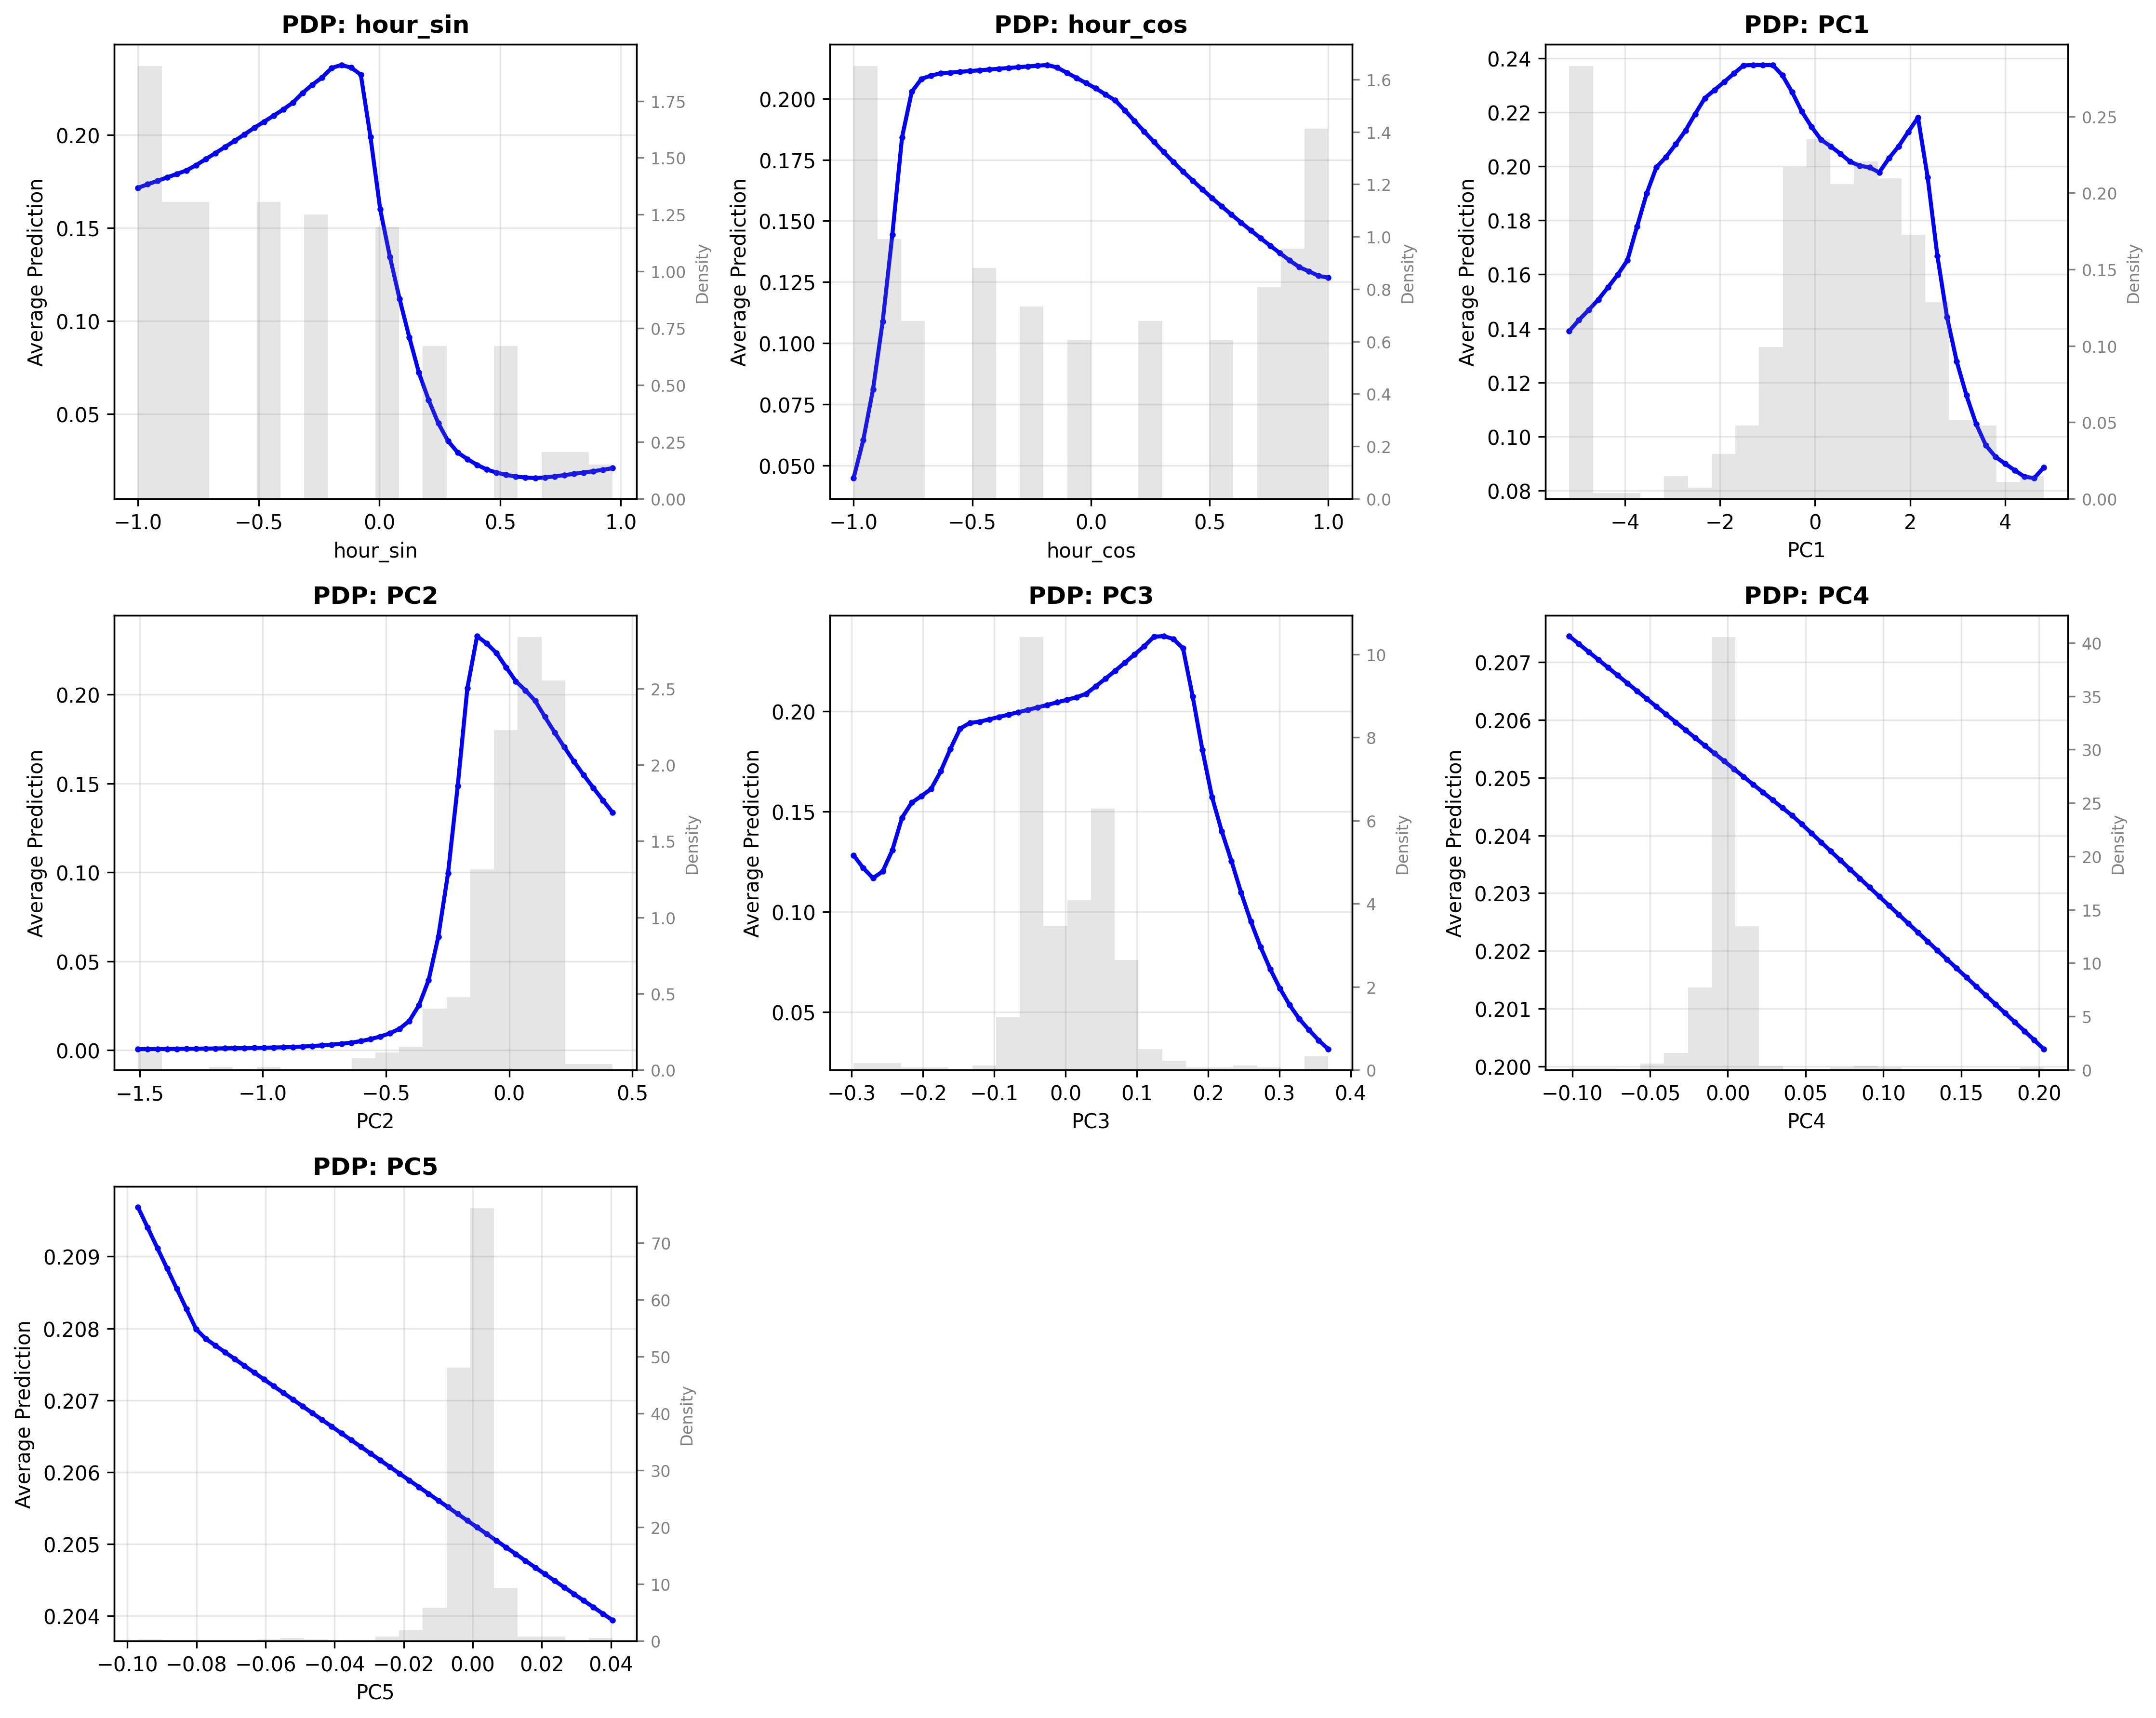 PDP: hour_sin
Average Prediction
0.20
0.15
0.10
0.05
1.75
1.50
1.25
1.00
0.75
0.50
0.25
0.00
Density
−1.0 −0.5 0.0 0.5 1.0
hour_sin
PDP: hour_cos
Average Prediction
0.200
0.175
0.150
0.125
0.100
0.075
0.050
1.6
1.4
1.2
1.0
0.8
0.6
0.4
0.2
0.0
Density
−1.0 −0.5 0.0 0.5 1.0
hour_cos
PDP: PC1
Average Prediction
0.24
0.22
0.20
0.18
0.16
0.14
0.12
0.10
0.08
0.25
0.20
0.15
0.10
0.05
0.00
Density
−4 −2 0 2 4
PC1
PDP: PC2
Average Prediction
0.20
0.15
0.10
0.05
0.00
2.5
2.0
1.5
1.0
0.5
0.0
Density
−1.5 −1.0 −0.5 0.0 0.5
PC2
PDP: PC3
Average Prediction
0.20
0.15
0.10
0.05
10
8
6
4
2
0
Density
−0.3 −0.2 −0.1 0.0 0.1 0.2 0.3 0.4
PC3
PDP: PC4
Average Prediction
0.207
0.206
0.205
0.204
0.203
0.202
0.201
0.200
40
35
30
25
20
15
10
5
0
Density
−0.10 −0.05 0.00 0.05 0.10 0.15 0.20
PC4
PDP: PC5
Average Prediction
0.209
0.208
0.207
0.206
0.205
0.204
70
60
50
40
30
20
10
0
Density
−0.10 −0.08 −0.06 −0.04 −0.02 0.00 0.02 0.04
PC5